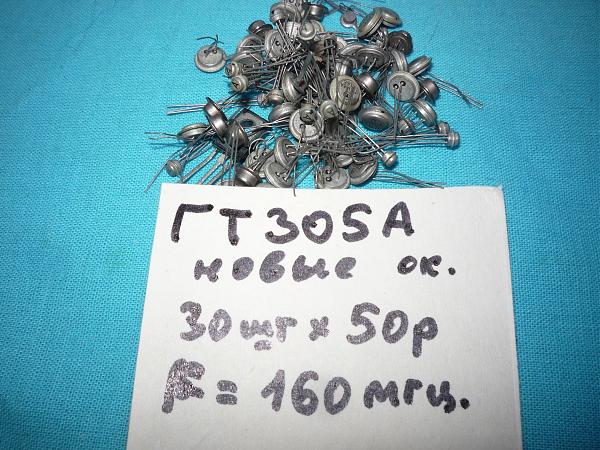 ГТ305А
новые ок.
30шт х 50р
F = 160 мгц.